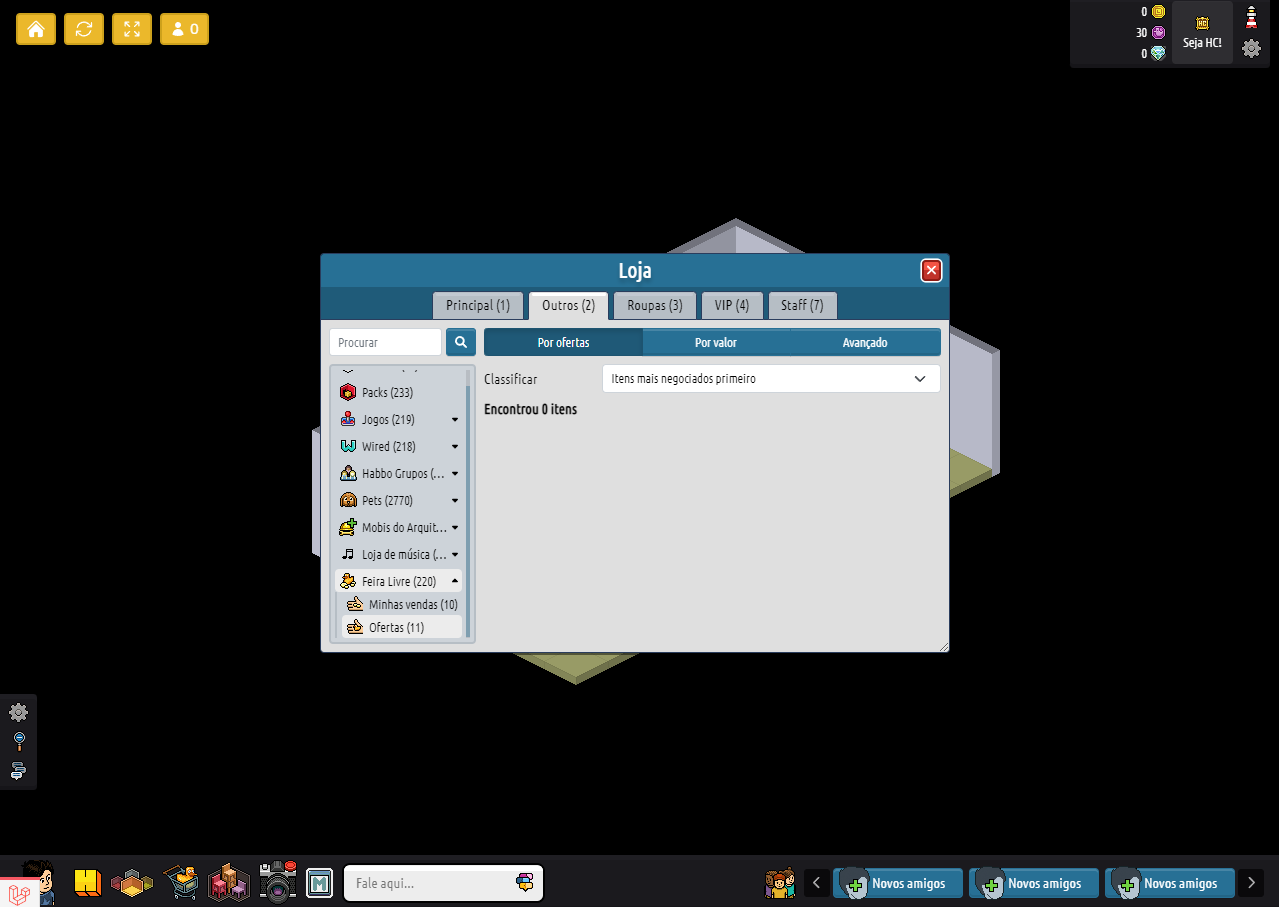 0
0
30
0
HC
Seja HC!
Loja
Principal (1)
Outros (2)
Roupas (3)
VIP (4)
Staff (7)
Procurar
Por ofertas
Por valor
Avançado
Packs (233)
Jogos (219)
Wired (218)
Habbo Grupos (...
Pets (2770)
Mobis do Arquit...
Loja de música (...
Feira Livre (220)
Minhas vendas (10)
Ofertas (11)
Classificar
Itens mais negociados primeiro
Encontrou 0 itens
M
Fale aqui...
Novos amigos
Novos amigos
Novos amigos